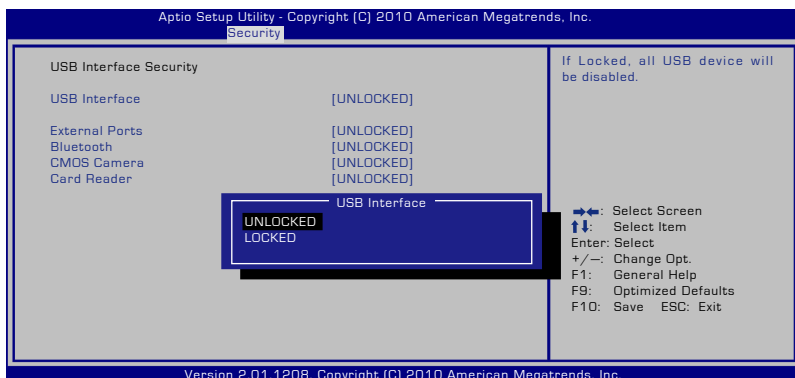 Aptio Setup Utility - Copyright (C) 2010 American Megatrends, Inc.
Security
USB Interface Security
USB Interface [UNLOCKED]
External Ports [UNLOCKED]
Bluetooth [UNLOCKED]
CMOS Camera [UNLOCKED]
Card Reader [UNLOCKED]
USB Interface
UNLOCKED
LOCKED
If Locked, all USB device will
be disabled.
→←: Select Screen
↑↓: Select Item
Enter: Select
+/—: Change Opt.
F1: General Help
F9: Optimized Defaults
F10: Save ESC: Exit
Version 2.01.1208. Copyright (C) 2010 American Megatrends, Inc.